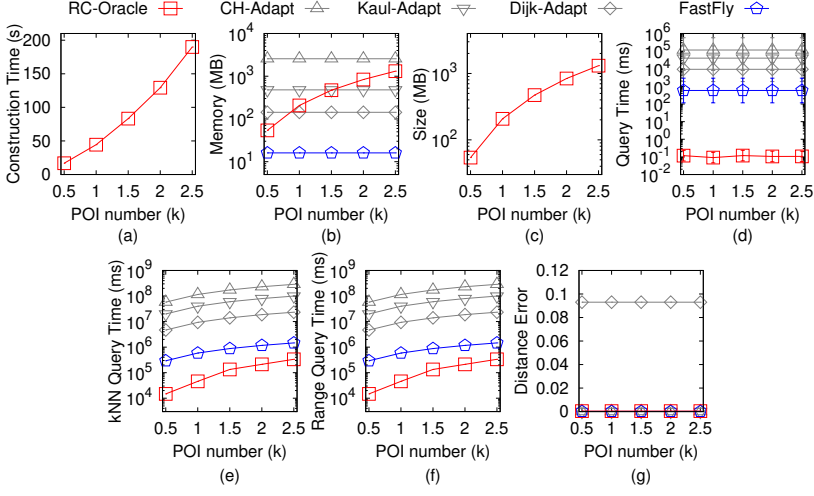 RC-Oracle CH-Adapt Kaul-Adapt Dijk-Adapt FastFly
Construction Time (s)
200
150
100
50
0
0.5 1 1.5 2 2.5
POI number (k)
(a)
Memory (MB)
10^4
10^3
10^2
10^1
0.5 1 1.5 2 2.5
POI number (k)
(b)
Size (MB)
10^3
10^2
0.5 1 1.5 2 2.5
POI number (k)
(c)
Query Time (ms)
10^6
10^5
10^4
10^3
10^2
10^1
10^0
10^-1
10^-2
0.5 1 1.5 2 2.5
POI number (k)
(d)
kNN Query Time (ms)
10^9
10^8
10^7
10^6
10^5
10^4
0.5 1 1.5 2 2.5
POI number (k)
(e)
Range Query Time (ms)
10^9
10^8
10^7
10^6
10^5
10^4
0.5 1 1.5 2 2.5
POI number (k)
(f)
Distance Error
0.12
0.1
0.08
0.06
0.04
0.02
0
0.5 1 1.5 2 2.5
POI number (k)
(g)